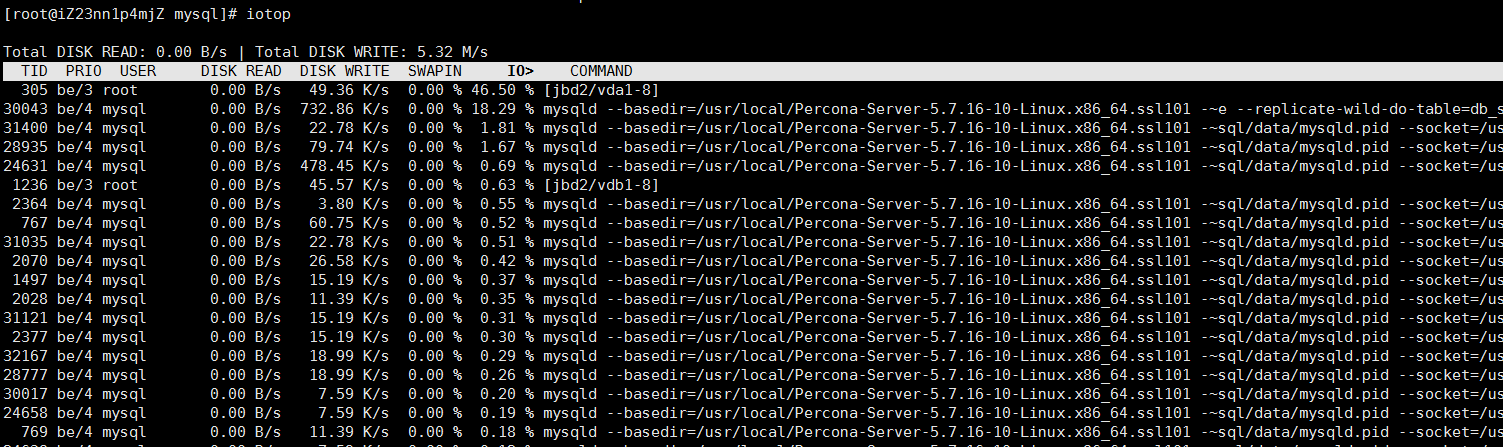 [root@iZ23nn1p4mjZ mysql]# iotop
Total DISK READ: 0.00 B/s | Total DISK WRITE: 5.32 M/s
TID PRIO USER DISK READ DISK WRITE SWAPIN IO> COMMAND
305 be/3 root 0.00 B/s 49.36 K/s 0.00 % 46.50 % [jbd2/vda1-8]
30043 be/4 mysql 0.00 B/s 732.86 K/s 0.00 % 18.29 % mysqld --basedir=/usr/local/Percona-Server-5.7.16-10-Linux.x86_64.ssl101 -~e --replicate-wild-do-table=db_s
31400 be/4 mysql 0.00 B/s 22.78 K/s 0.00 % 1.81 % mysqld --basedir=/usr/local/Percona-Server-5.7.16-10-Linux.x86_64.ssl101 -~sql/data/mysqld.pid --socket=/us
28935 be/4 mysql 0.00 B/s 79.74 K/s 0.00 % 1.67 % mysqld --basedir=/usr/local/Percona-Server-5.7.16-10-Linux.x86_64.ssl101 -~sql/data/mysqld.pid --socket=/us
24631 be/4 mysql 0.00 B/s 478.45 K/s 0.00 % 0.69 % mysqld --basedir=/usr/local/Percona-Server-5.7.16-10-Linux.x86_64.ssl101 -~sql/data/mysqld.pid --socket=/us
1236 be/3 root 0.00 B/s 45.57 K/s 0.00 % 0.63 % [jbd2/vdb1-8]
2364 be/4 mysql 0.00 B/s 3.80 K/s 0.00 % 0.55 % mysqld --basedir=/usr/local/Percona-Server-5.7.16-10-Linux.x86_64.ssl101 -~sql/data/mysqld.pid --socket=/us
767 be/4 mysql 0.00 B/s 60.75 K/s 0.00 % 0.52 % mysqld --basedir=/usr/local/Percona-Server-5.7.16-10-Linux.x86_64.ssl101 -~sql/data/mysqld.pid --socket=/us
31035 be/4 mysql 0.00 B/s 22.78 K/s 0.00 % 0.51 % mysqld --basedir=/usr/local/Percona-Server-5.7.16-10-Linux.x86_64.ssl101 -~sql/data/mysqld.pid --socket=/us
2070 be/4 mysql 0.00 B/s 26.58 K/s 0.00 % 0.42 % mysqld --basedir=/usr/local/Percona-Server-5.7.16-10-Linux.x86_64.ssl101 -~sql/data/mysqld.pid --socket=/us
1497 be/4 mysql 0.00 B/s 15.19 K/s 0.00 % 0.37 % mysqld --basedir=/usr/local/Percona-Server-5.7.16-10-Linux.x86_64.ssl101 -~sql/data/mysqld.pid --socket=/us
2028 be/4 mysql 0.00 B/s 11.39 K/s 0.00 % 0.35 % mysqld --basedir=/usr/local/Percona-Server-5.7.16-10-Linux.x86_64.ssl101 -~sql/data/mysqld.pid --socket=/us
31121 be/4 mysql 0.00 B/s 15.19 K/s 0.00 % 0.31 % mysqld --basedir=/usr/local/Percona-Server-5.7.16-10-Linux.x86_64.ssl101 -~sql/data/mysqld.pid --socket=/us
2377 be/4 mysql 0.00 B/s 15.19 K/s 0.00 % 0.30 % mysqld --basedir=/usr/local/Percona-Server-5.7.16-10-Linux.x86_64.ssl101 -~sql/data/mysqld.pid --socket=/us
32167 be/4 mysql 0.00 B/s 18.99 K/s 0.00 % 0.29 % mysqld --basedir=/usr/local/Percona-Server-5.7.16-10-Linux.x86_64.ssl101 -~sql/data/mysqld.pid --socket=/us
28777 be/4 mysql 0.00 B/s 18.99 K/s 0.00 % 0.26 % mysqld --basedir=/usr/local/Percona-Server-5.7.16-10-Linux.x86_64.ssl101 -~sql/data/mysqld.pid --socket=/us
30017 be/4 mysql 0.00 B/s 7.59 K/s 0.00 % 0.20 % mysqld --basedir=/usr/local/Percona-Server-5.7.16-10-Linux.x86_64.ssl101 -~sql/data/mysqld.pid --socket=/us
24658 be/4 mysql 0.00 B/s 7.59 K/s 0.00 % 0.19 % mysqld --basedir=/usr/local/Percona-Server-5.7.16-10-Linux.x86_64.ssl101 -~sql/data/mysqld.pid --socket=/us
769 be/4 mysql 0.00 B/s 11.39 K/s 0.00 % 0.18 % mysqld --basedir=/usr/local/Percona-Server-5.7.16-10-Linux.x86_64.ssl101 -~sql/data/mysqld.pid --socket=/us